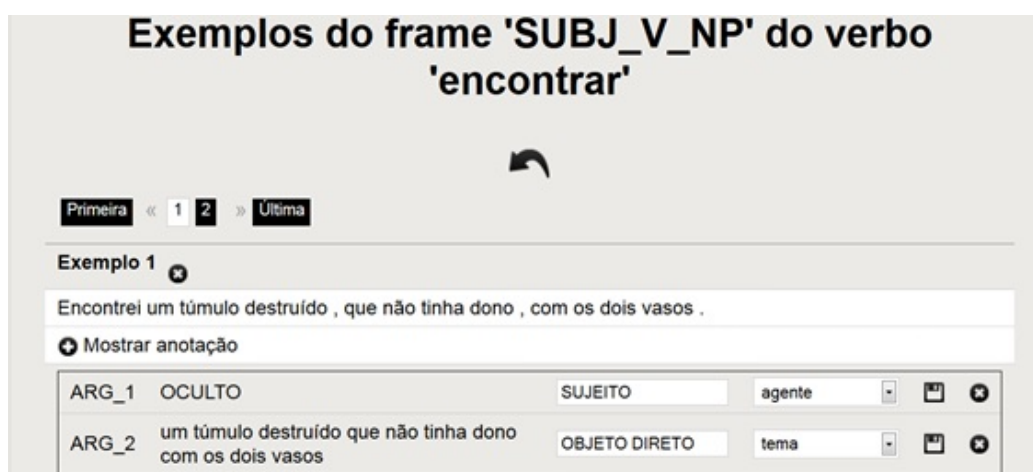 Exemplos do frame 'SUBJ_V_NP' do verbo
'encontrar'
Primeira « 1 2 » Última
Exemplo 1
Encontrei um túmulo destruído , que não tinha dono , com os dois vasos .
Mostrar anotação
ARG_1 OCULTO SUJEITO agente
ARG_2 um túmulo destruído que não tinha dono
com os dois vasos OBJETO DIRETO tema